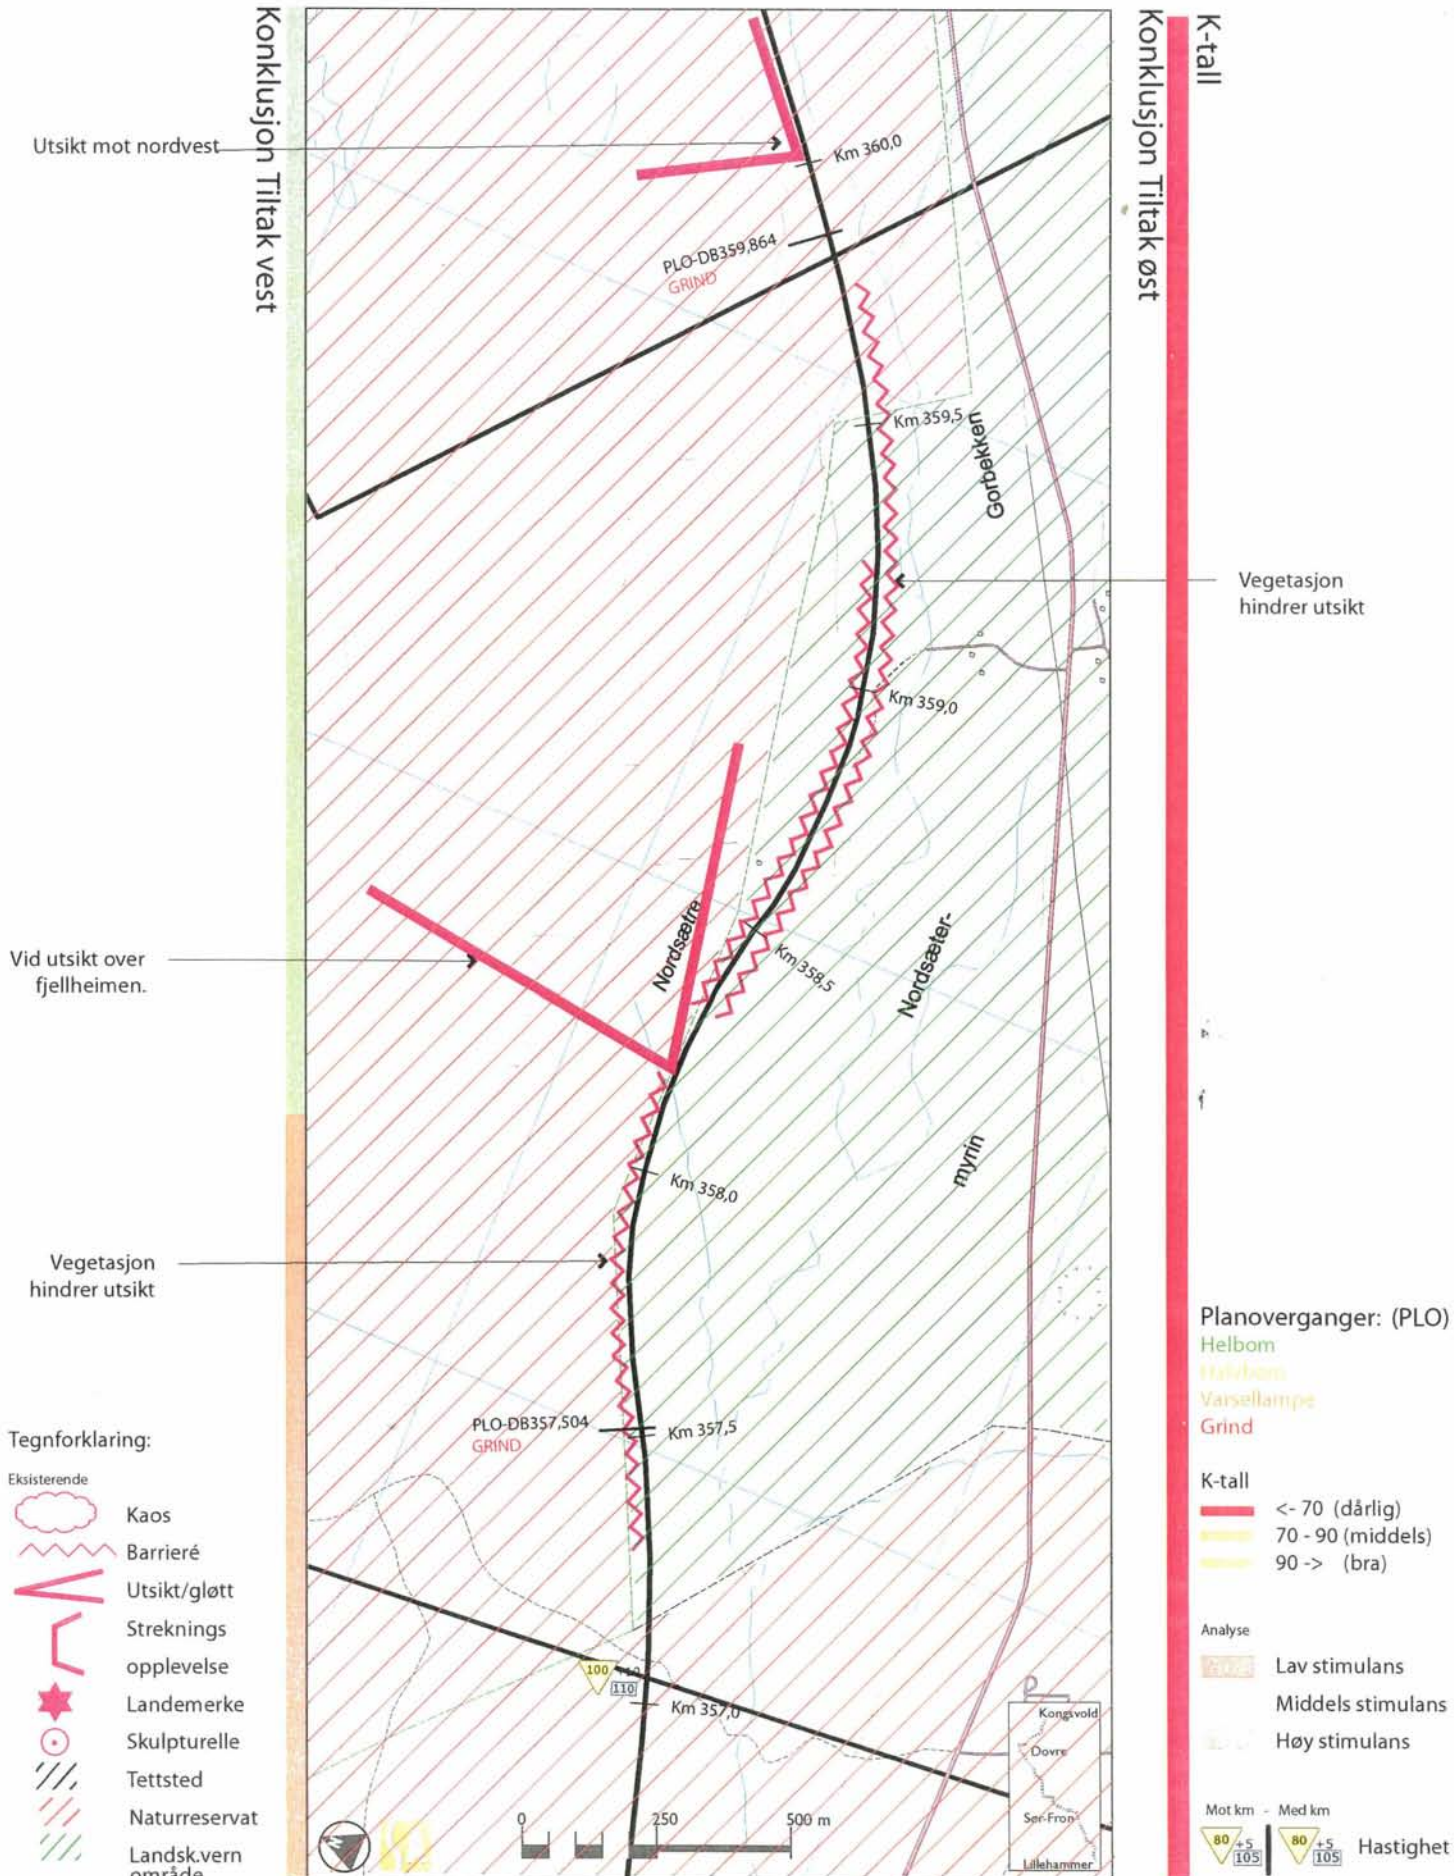 Konklusjon Tiltak vest
Konklusjon Tiltak øst
K-tall
Utsikt mot nordvest
Km 360,0
PLO-DB359,864
GRIND
Km 359,5
Gorbekken
Vegetasjon
hindrer utsikt
Km 359,0
Nordsætre
Km 358,5
Nordsæter-
myrin
Vid utsikt over
fjellheimen.
Km 358,0
Vegetasjon
hindrer utsikt
PLO-DB357,504
GRIND
Km 357,5
100
110
Km 357,0
0 250 500 m
Kongsvold
Dovre
Sør-Fron
Lillehammer
Tegnforklaring:
Eksisterende
Kaos
Barrieré
Utsikt/gløtt
Streknings
opplevelse
Landemerke
Skulpturelle
Tettsted
Naturreservat
Landsk.vern
område
Planoverganger: (PLO)
Helbom
Halvbom
Varsellampe
Grind
K-tall
<- 70 (dårlig)
70 - 90 (middels)
90 -> (bra)
Analyse
Lav stimulans
Middels stimulans
Høy stimulans
Mot km - Med km
80 +5 105 80 +5 105 Hastighet